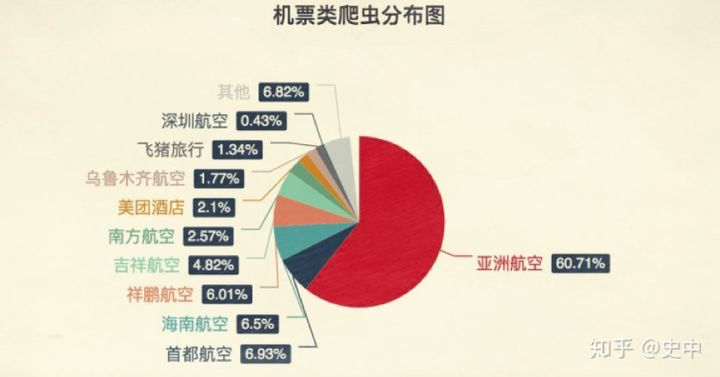 机票类爬虫分布图
其他 6.82%
深圳航空 0.43%
飞猪旅行 1.34%
乌鲁木齐航空 1.77%
美团酒店 2.1%
南方航空 2.57%
吉祥航空 4.82%
祥鹏航空 6.01%
海南航空 6.5%
首都航空 6.93%
亚洲航空 60.71%
知乎 @史中